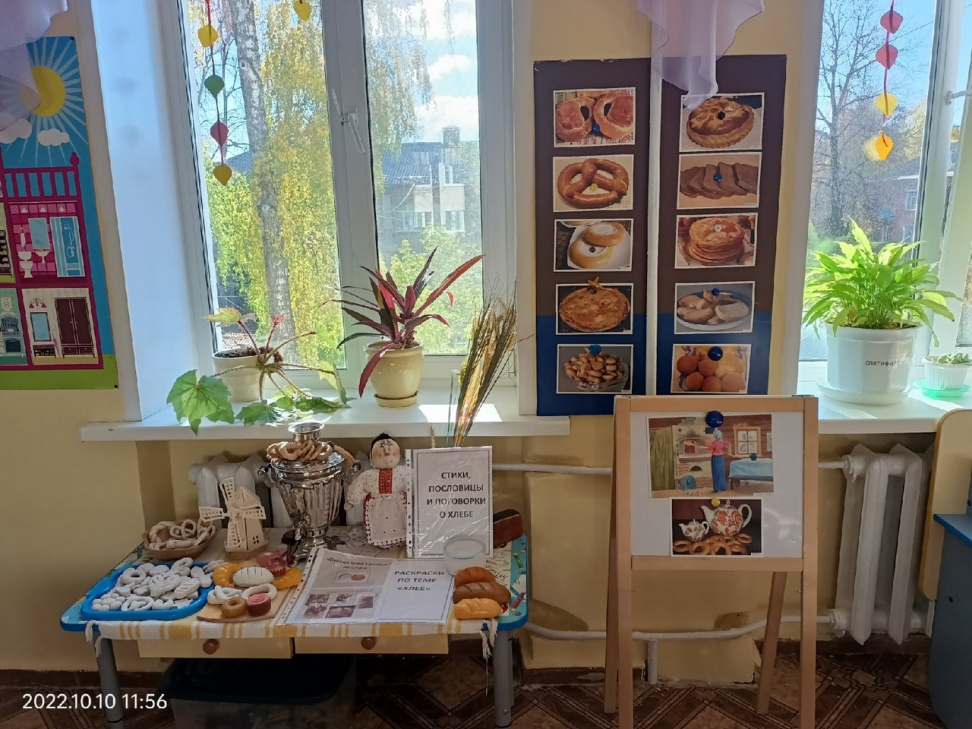 СТИХИ,
ПОСЛОВИЦЫ
И ПОГОВОРКИ
О ХЛЕБЕ
РАСКРАСКИ
ПО ТЕМЕ
«ХЛЕБ»
2022.10.10 11:56